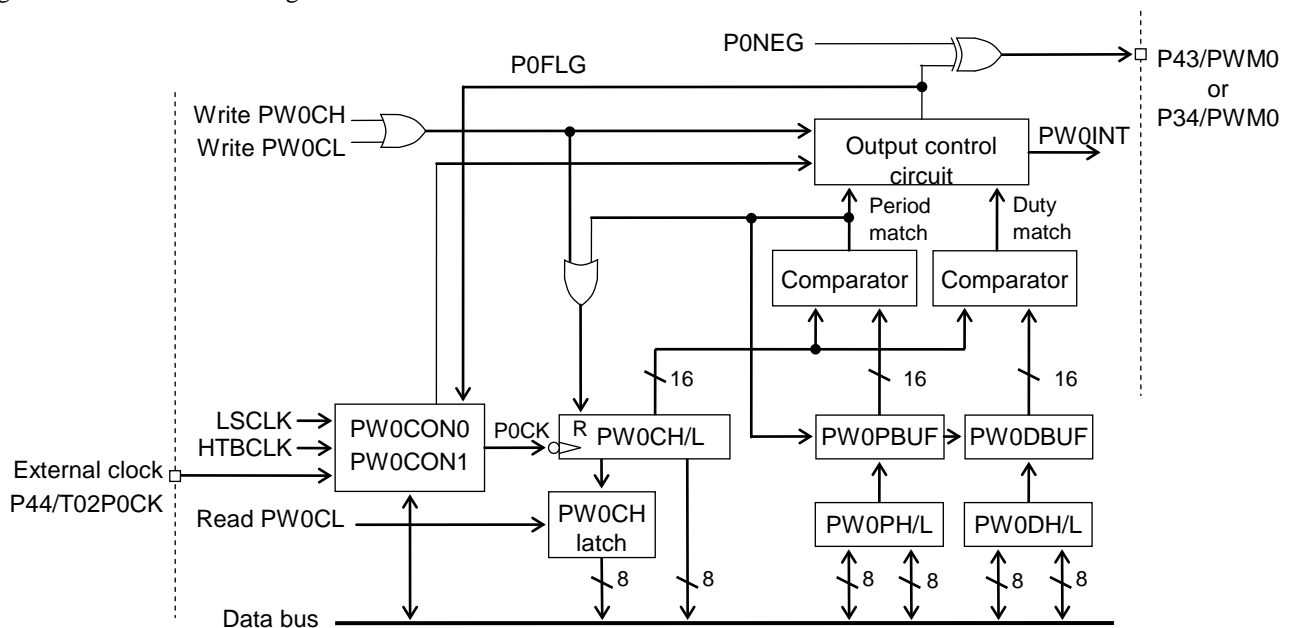 P0NEG
P43/PWM0
or
P34/PWM0
P0FLG
Write PW0CH
Write PW0CL
Output control
circuit
PW0INT
Period
match
Duty
match
Comparator
Comparator
16
16
16
LSCLK
HTBCLK
External clock
P44/T02P0CK
PW0CON0
PW0CON1
P0CK
R
PW0CH/L
PW0PBUF
PW0DBUF
Read PW0CL
PW0CH
latch
PW0PH/L
PW0DH/L
8
8
8
8
8
8
Data bus